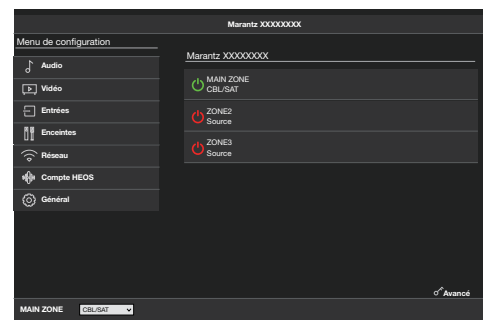 Marantz XXXXXXXX
Menu de configuration
Audio
Vidéo
Entrées
Enceintes
Réseau
Compte HEOS
Général
Marantz XXXXXXXX
MAIN ZONE
CBL/SAT
ZONE2
Source
ZONE3
Source
Avancé
MAIN ZONE CBL/SAT